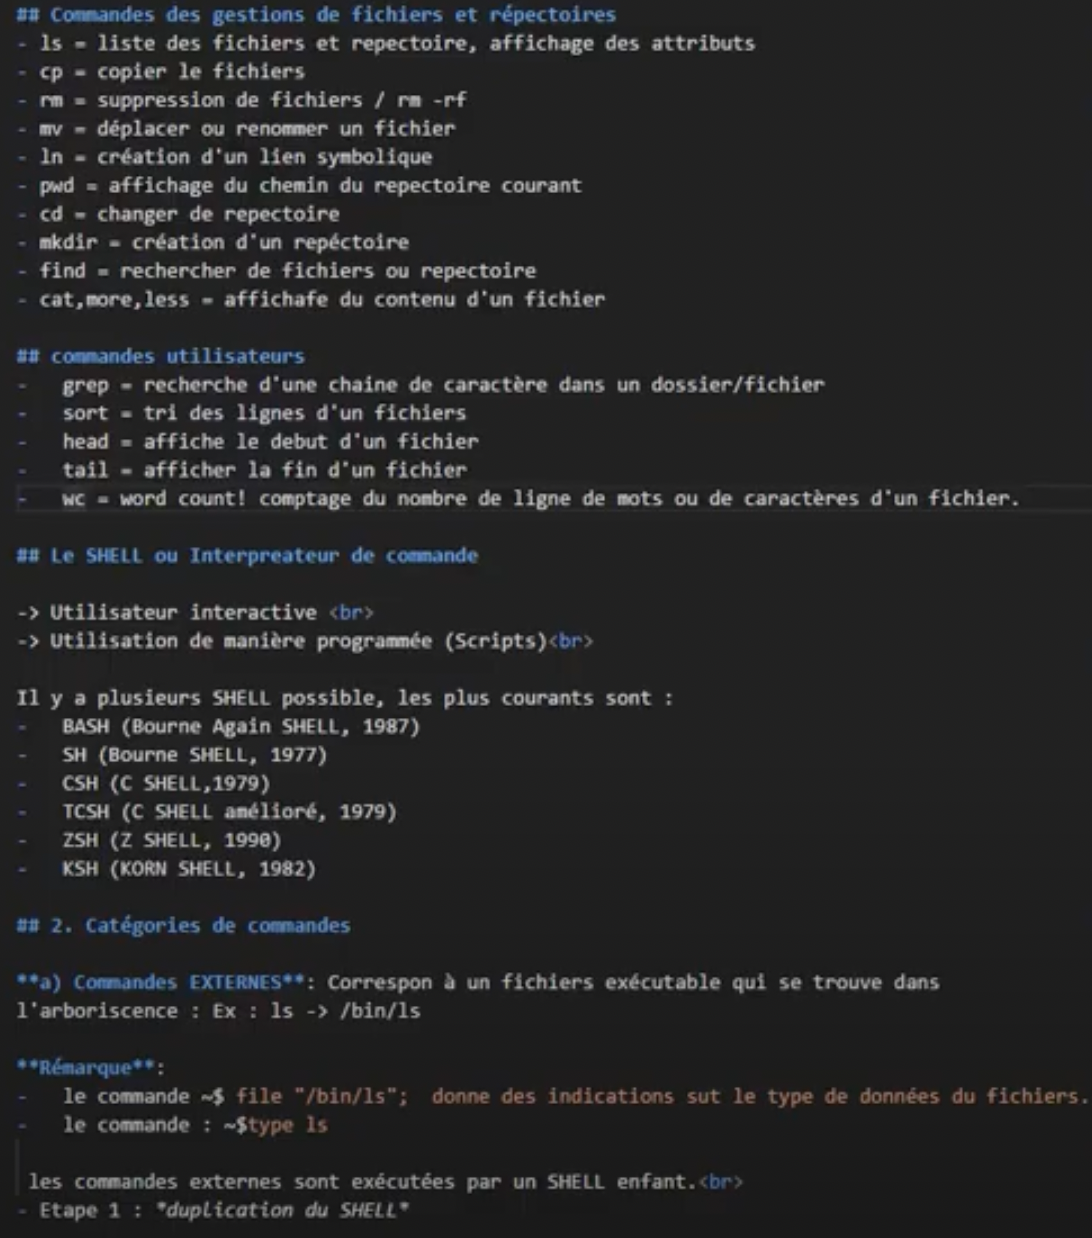 ## Commandes des gestions de fichiers et répectoires
- ls = liste des fichiers et repectoire, affichage des attributs
- cp = copier le fichiers
- rm = suppression de fichiers / rm -rf
- mv = déplacer ou renommer un fichier
- ln = création d'un lien symbolique
- pwd = affichage du chemin du repectoire courant
- cd = changer de repectoire
- mkdir = création d'un repéctoire
- find = rechercher de fichiers ou repectoire
- cat,more,less = affichafe du contenu d'un fichier
## commandes utilisateurs
- grep = recherche d'une chaine de caractère dans un dossier/fichier
- sort = tri des lignes d'un fichiers
- head = affiche le debut d'un fichier
- tail = afficher la fin d'un fichier
- wc = word count! comptage du nombre de ligne de mots ou de caractères d'un fichier.
## Le SHELL ou Interpreateur de commande
-> Utilisateur interactive <br>
-> Utilisation de manière programmée (Scripts)<br>
Il y a plusieurs SHELL possible, les plus courants sont :
- BASH (Bourne Again SHELL, 1987)
- SH (Bourne SHELL, 1977)
- CSH (C SHELL,1979)
- TCSH (C SHELL amélioré, 1979)
- ZSH (Z SHELL, 1990)
- KSH (KORN SHELL, 1982)
## 2. Catégories de commandes
**a) Commandes EXTERNES**: Correspon à un fichiers exécutable qui se trouve dans
l'arboriscence : Ex : ls -> /bin/ls
**Rémarque**:
- le commande ~$ file "/bin/ls"; donne des indications sut le type de données du fichiers.
- le commande : ~$type ls
les commandes externes sont exécutées par un SHELL enfant.<br>
- Etape 1 : *duplication du SHELL*